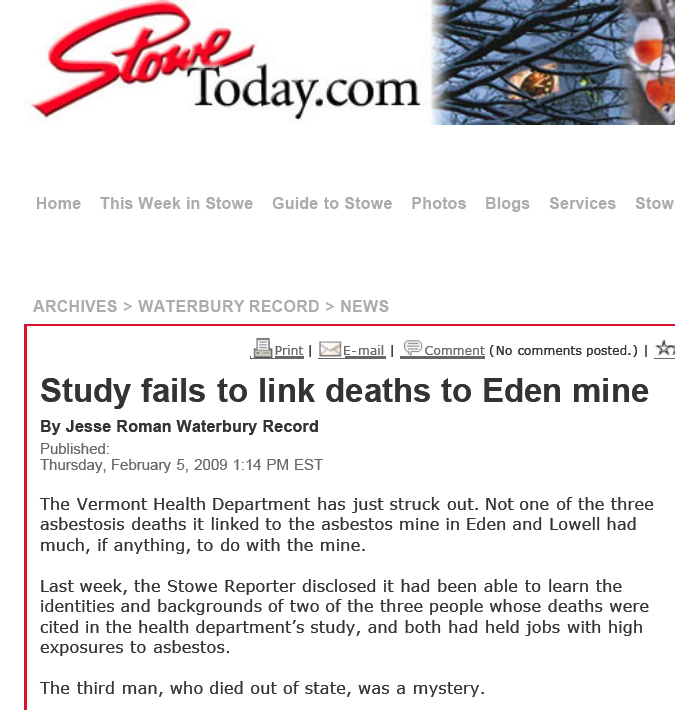 Stowe
Today.com
Home This Week in Stowe Guide to Stowe Photos Blogs Services Stow
ARCHIVES > WATERBURY RECORD > NEWS
Print | E-mail | Comment (No comments posted.) |
Study fails to link deaths to Eden mine
By Jesse Roman Waterbury Record
Published:
Thursday, February 5, 2009 1:14 PM EST
The Vermont Health Department has just struck out. Not one of the three
asbestosis deaths it linked to the asbestos mine in Eden and Lowell had
much, if anything, to do with the mine.
Last week, the Stowe Reporter disclosed it had been able to learn the
identities and backgrounds of two of the three people whose deaths were
cited in the health department’s study, and both had held jobs with high
exposures to asbestos.
The third man, who died out of state, was a mystery.